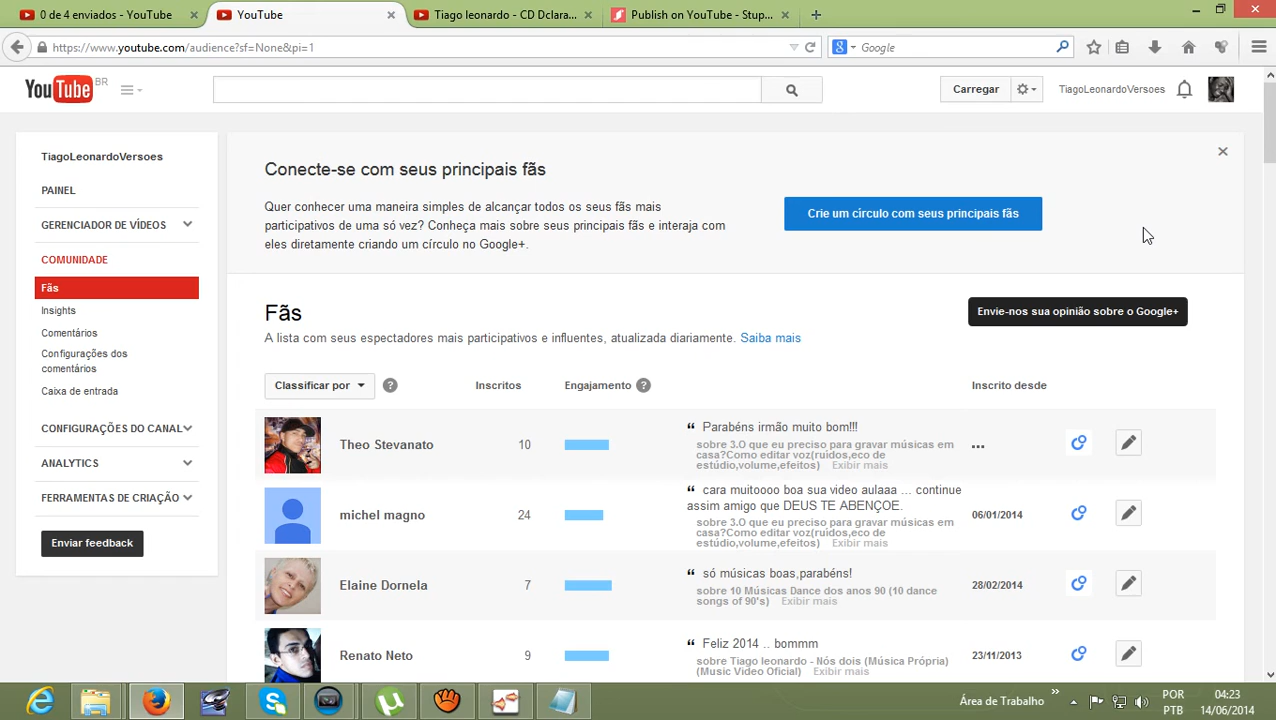 0 de 4 enviados - YouTube
YouTube
Tiago leonardo - CD Dclara...
Publish on YouTube - Stup...
https://www.youtube.com/audience?sf=None&pi=1
Google
YouTube BR
Carregar
TiagoLeonardoVersoes
TiagoLeonardoVersoes
PAINEL
GERENCIADOR DE VÍDEOS
COMUNIDADE
Fãs
Insights
Comentários
Configurações dos
comentários
Caixa de entrada
CONFIGURAÇÕES DO CANAL
ANALYTICS
FERRAMENTAS DE CRIAÇÃO
Enviar feedback
Conecte-se com seus principais fãs
Quer conhecer uma maneira simples de alcançar todos os seus fãs mais
participativos de uma só vez? Conheça mais sobre seus principais fãs e interaja com
eles diretamente criando um círculo no Google+.
Crie um círculo com seus principais fãs
Fãs
Envie-nos sua opinião sobre o Google+
A lista com seus espectadores mais participativos e influentes, atualizada diariamente. Saiba mais
Classificar por
?
Inscritos
Engajamento
?
Inscrito desde
Theo Stevanato
10
“ Parabéns irmão muito bom!!!
sobre 3.O que eu preciso para gravar músicas em
casa?Como editar voz(ruidos,eco de
estúdio,volume,efeitos) Exibir mais
...
michel magno
24
“ cara muitoooo boa sua video aulaaa ... continue
assim amigo que DEUS TE ABENÇOE.
sobre 3.O que eu preciso para gravar músicas em
casa?Como editar voz(ruidos,eco de
estúdio,volume,efeitos) Exibir mais
06/01/2014
Elaine Dornela
7
“ só músicas boas,parabéns!
sobre 10 Músicas Dance dos anos 90 (10 dance
songs of 90's) Exibir mais
28/02/2014
Renato Neto
9
“ Feliz 2014 .. bommm
sobre Tiago leonardo - Nós dois (Música Própria)
(Music Video Oficial) Exibir mais
23/11/2013
Área de Trabalho
POR
PTB
04:23
14/06/2014